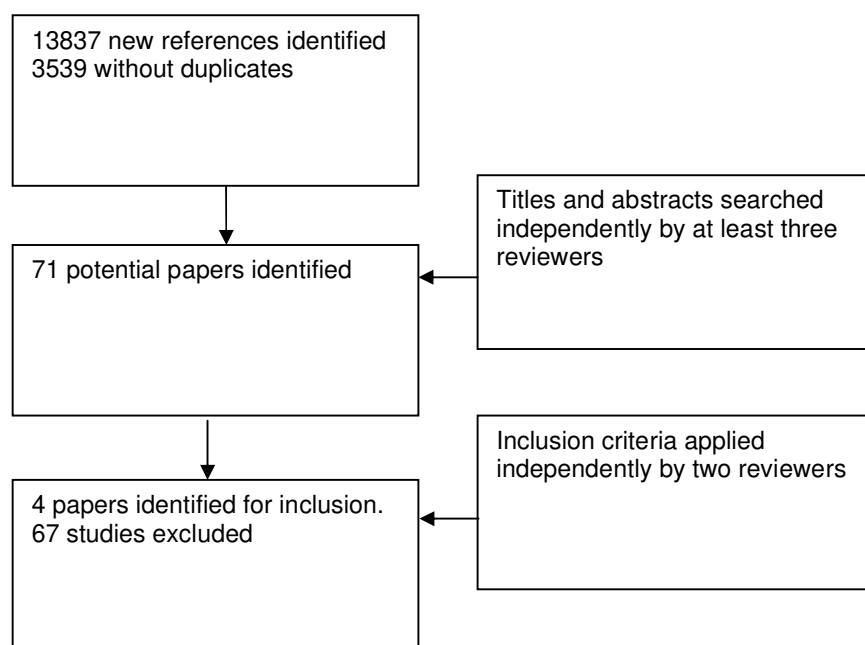 13837 new references identified
3539 without duplicates
Titles and abstracts searched
independently by at least three
reviewers
71 potential papers identified
Inclusion criteria applied
independently by two reviewers
4 papers identified for inclusion.
67 studies excluded